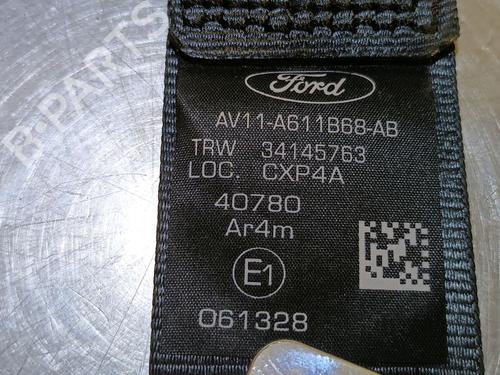 Ford
AV11-A611B68-AB
TRW 34145763
LOC. CXP4A
40780
Ar4m
E1
061328
B-PARTS